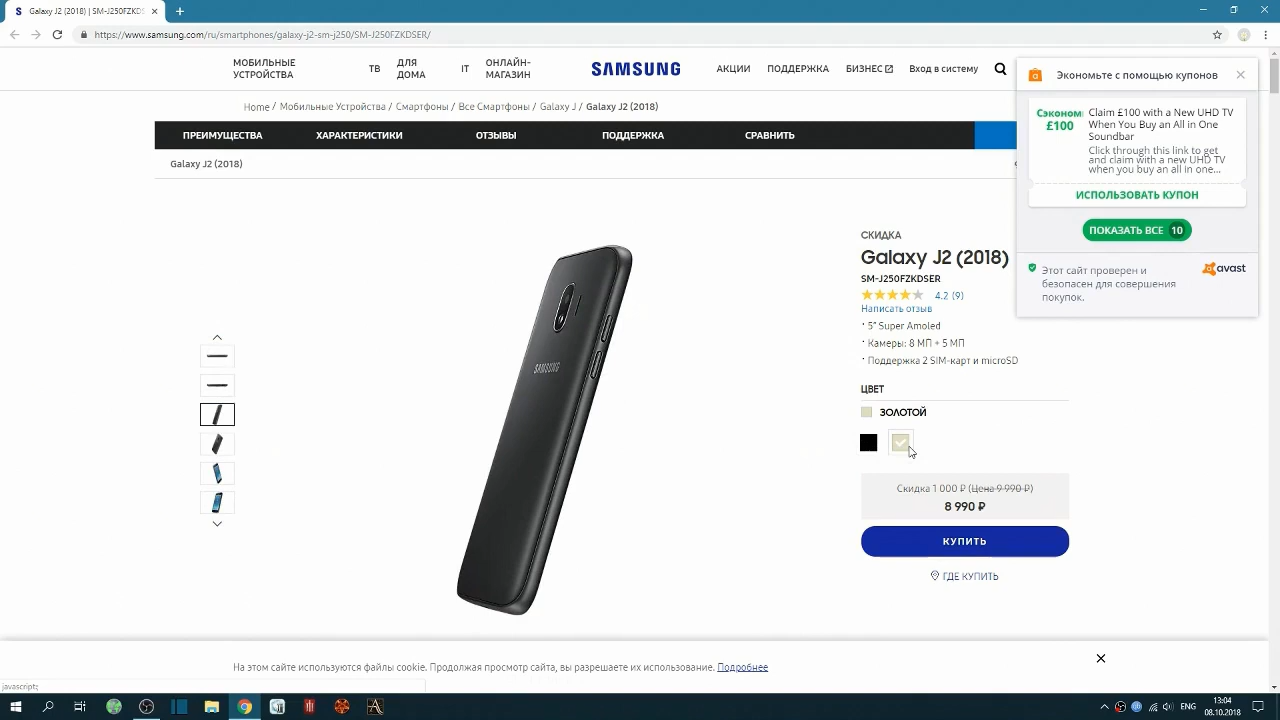 Galaxy J2 (2018) | SM-J250FZKDS
https://www.samsung.com/ru/smartphones/galaxy-j2-sm-j250/SM-J250FZKDSER/
МОБИЛЬНЫЕ УСТРОЙСТВА
ТВ
ДЛЯ ДОМА
IT
ОНЛАЙН-МАГАЗИН
SAMSUNG
АКЦИИ
ПОДДЕРЖКА
БИЗНЕС
Вход в систему
Home / Мобильные Устройства / Смартфоны / Все Смартфоны / Galaxy J / Galaxy J2 (2018)
ПРЕИМУЩЕСТВА ХАРАКТЕРИСТИКИ ОТЗЫВЫ ПОДДЕРЖКА СРАВНИТЬ
Galaxy J2 (2018)
Экономьте с помощью купонов
Сэконом
£100
Claim £100 with a New UHD TV
When You Buy an All in One
Soundbar
Click through this link to get
and claim with a new UHD TV
when you buy an all in one...
ИСПОЛЬЗОВАТЬ КУПОН
ПОКАЗАТЬ ВСЕ 10
Этот сайт проверен и
безопасен для совершения
покупок.
avast
SAMSUNG
СКИДКА
Galaxy J2 (2018)
SM-J250FZKDSER
4.2 (9)
Написать отзыв
· 5" Super Amoled
· Камеры: 8 МП + 5 МП
· Поддержка 2 SIM-карт и microSD
ЦВЕТ
ЗОЛОТОЙ
Скидка 1 000 ₽ (Цена 9 990 ₽)
8 990 ₽
КУПИТЬ
ГДЕ КУПИТЬ
На этом сайте используются файлы cookie. Продолжая просмотр сайта, вы разрешаете их использование. Подробнее
javascript:;
ENG
13:04
08.10.2018